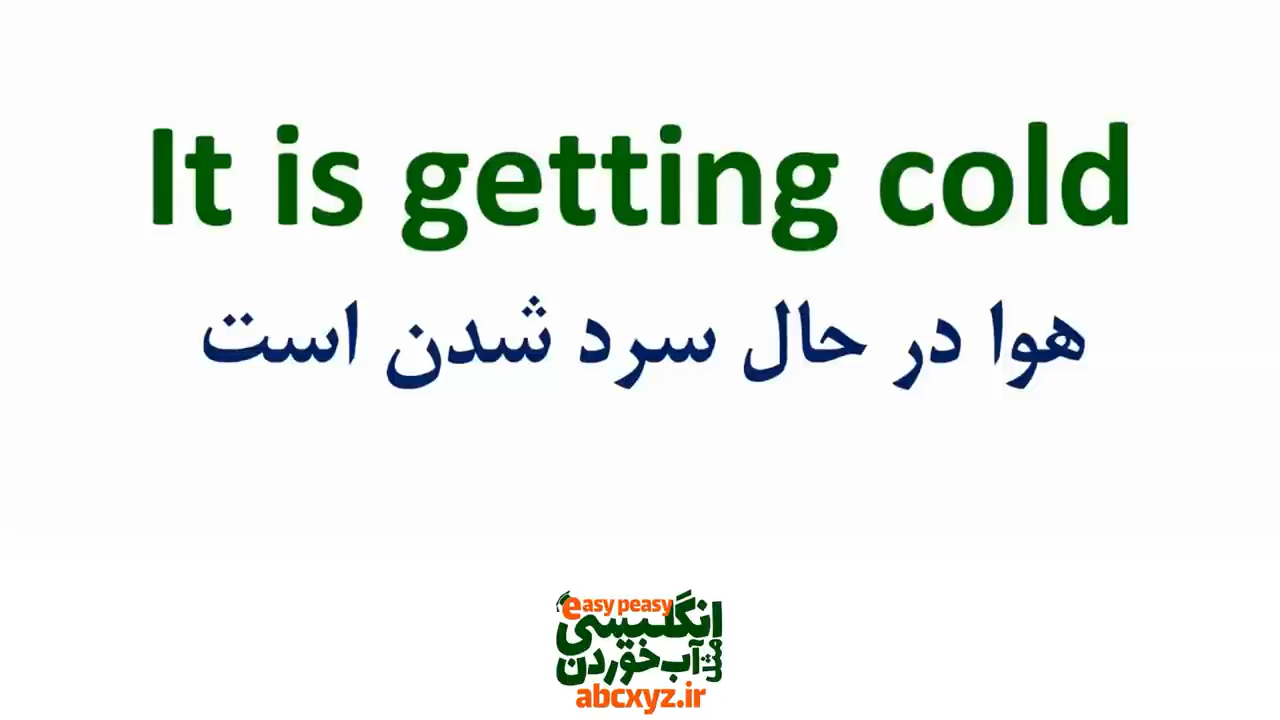 It is getting cold
هوا در حال سرد شدن است
easy peasy
انگلیسی
مثل آب خوردن
abcxyz.ir